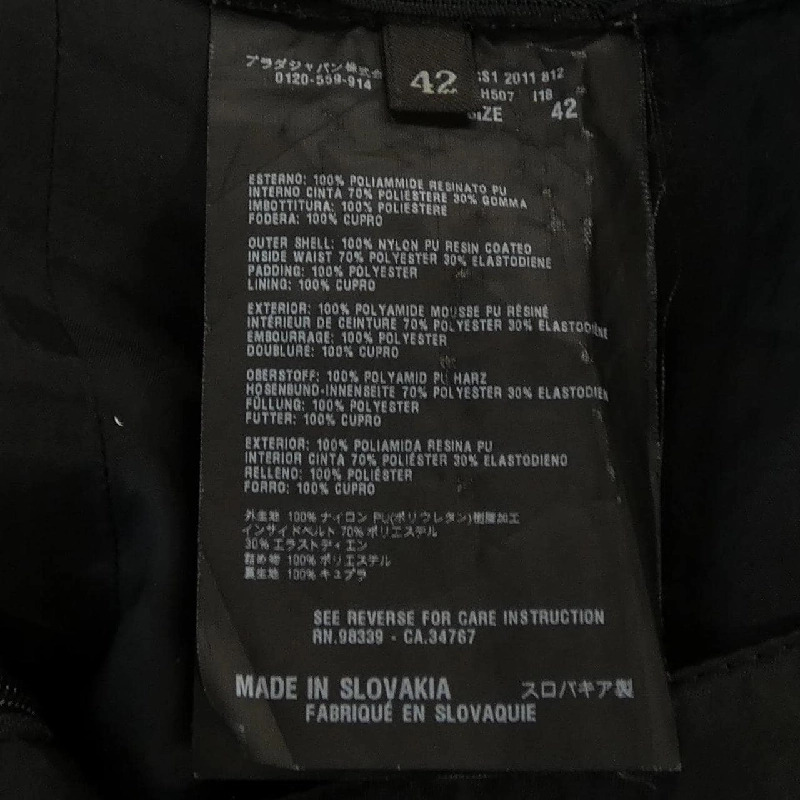 プラダジャパン株式
0120-559-914
42
S1 2011 812
H507 118
SIZE 42
ESTERNO: 100% POLIAMMIDE RESINATO PU
INTERNO CINTA 70% POLIESTERE 30% GOMMA
IMBOTTITURA: 100% POLIESTERE
FODERA: 100% CUPRO
OUTER SHELL: 100% NYLON PU RESIN COATED
INSIDE WAIST 70% POLYESTER 30% ELASTODIENE
PADDING: 100% POLYESTER
LINING: 100% CUPRO
EXTERIOR: 100% POLYAMIDE MOUSSE PU RÉSINÉ
INTÉRIEUR DE CEINTURE 70% POLYESTER 30% ELASTODIÈNE
EMBOURRAGE: 100% POLYESTER
DOUBLURE: 100% CUPRO
OBERSTOFF: 100% POLYAMID PU HARZ
HOSENBUND-INNENSEITE 70% POLYESTER 30% ELASTODIEN
FÜLLUNG: 100% POLYESTER
FUTTER: 100% CUPRO
EXTERIOR: 100% POLIAMIDA RESINA PU
INTERIOR CINTA 70% POLIÉSTER 30% ELASTODIENO
RELLENO: 100% POLIÉSTER
FORRO: 100% CUPRO
外生地 100% ナイロン PU(ポリウレタン)樹脂加工
インサイドベルト 70% ポリエステル
30% エラストディエン
詰め物 100% ポリエステル
裏生地 100% キュプラ
SEE REVERSE FOR CARE INSTRUCTION
RN.98339 - CA.34767
MADE IN SLOVAKIA スロバキア製
FABRIQUÉ EN SLOVAQUIE